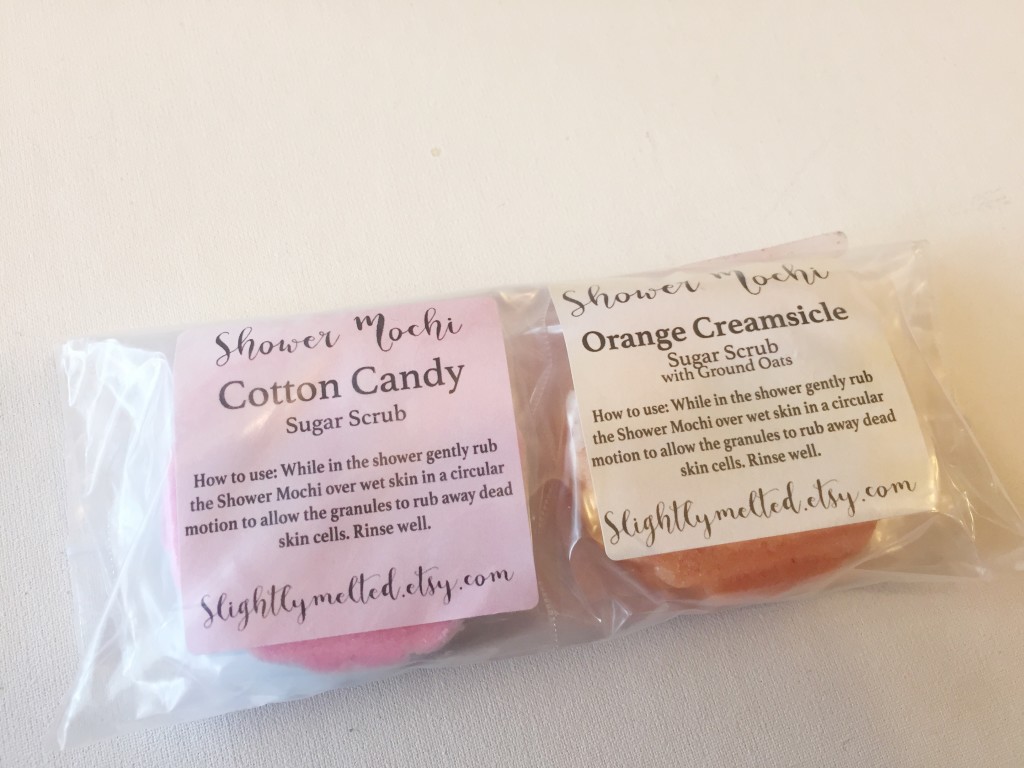 Shower Mochi
Cotton Candy
Sugar Scrub
How to use: While in the shower gently rub
the Shower Mochi over wet skin in a circular
motion to allow the granules to rub away dead
skin cells. Rinse well.
Slightlymelted.etsy.com
Shower Mochi
Orange Creamsicle
Sugar Scrub
with Ground Oats
How to use: While in the shower gently rub
the Shower Mochi over wet skin in a circular
motion to allow the granules to rub away dead
skin cells. Rinse well.
Slightlymelted.etsy.com